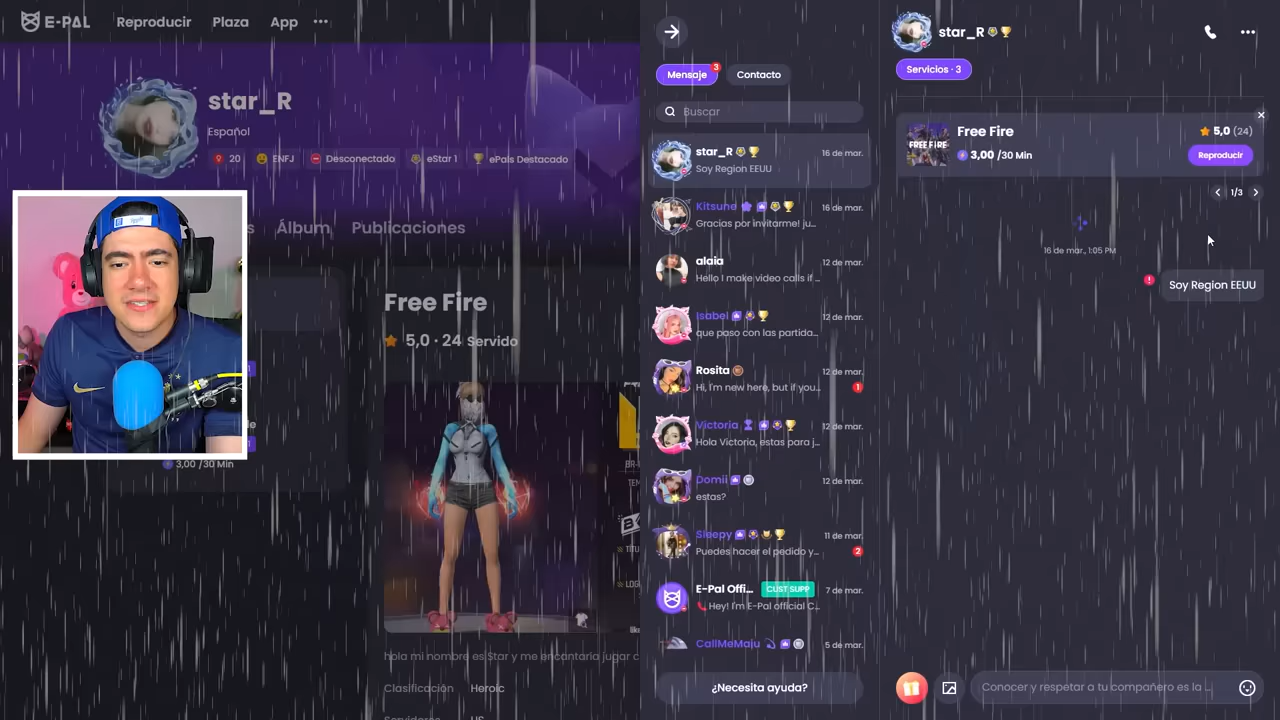 E-PAL
Reproducir
Plaza
App
star_R
Español
20
ENFJ
Desconectado
eStar 1
ePals Destacado
Álbum
Publicaciones
Free Fire
5,0 · 24 Servido
3,00 /30 Min
hola mi nombre es Star y me encantaria jugar c
Clasificación
Heroic
Servidores
US
Mensaje
3
Contacto
Buscar
star_R
16 de mar.
Soy Region EEUU
Kitsune
16 de mar.
Gracias por invitarme! ju...
alaia
12 de mar.
Hello I make video calls if ...
Isabel
12 de mar.
que paso con las partida...
Rosita
12 de mar.
Hi, I'm new here, but if you...
1
Victoria
12 de mar.
Hola Victoria, estas para j...
Domii
12 de mar.
estas?
Sleepy
11 de mar.
Puedes hacer el pedido y...
2
E-Pal Offi...
CUST SUPP
7 de mar.
Hey! I'm E-Pal official C...
CallMeMaju
5 de mar.
¿Necesita ayuda?
star_R
Servicios · 3
Free Fire
5,0 (24)
FREE FIRE
3,00 /30 Min
Reproducir
1/3
16 de mar., 1:05 PM
Soy Region EEUU
Conocer y respetar a tu compañero es la ...